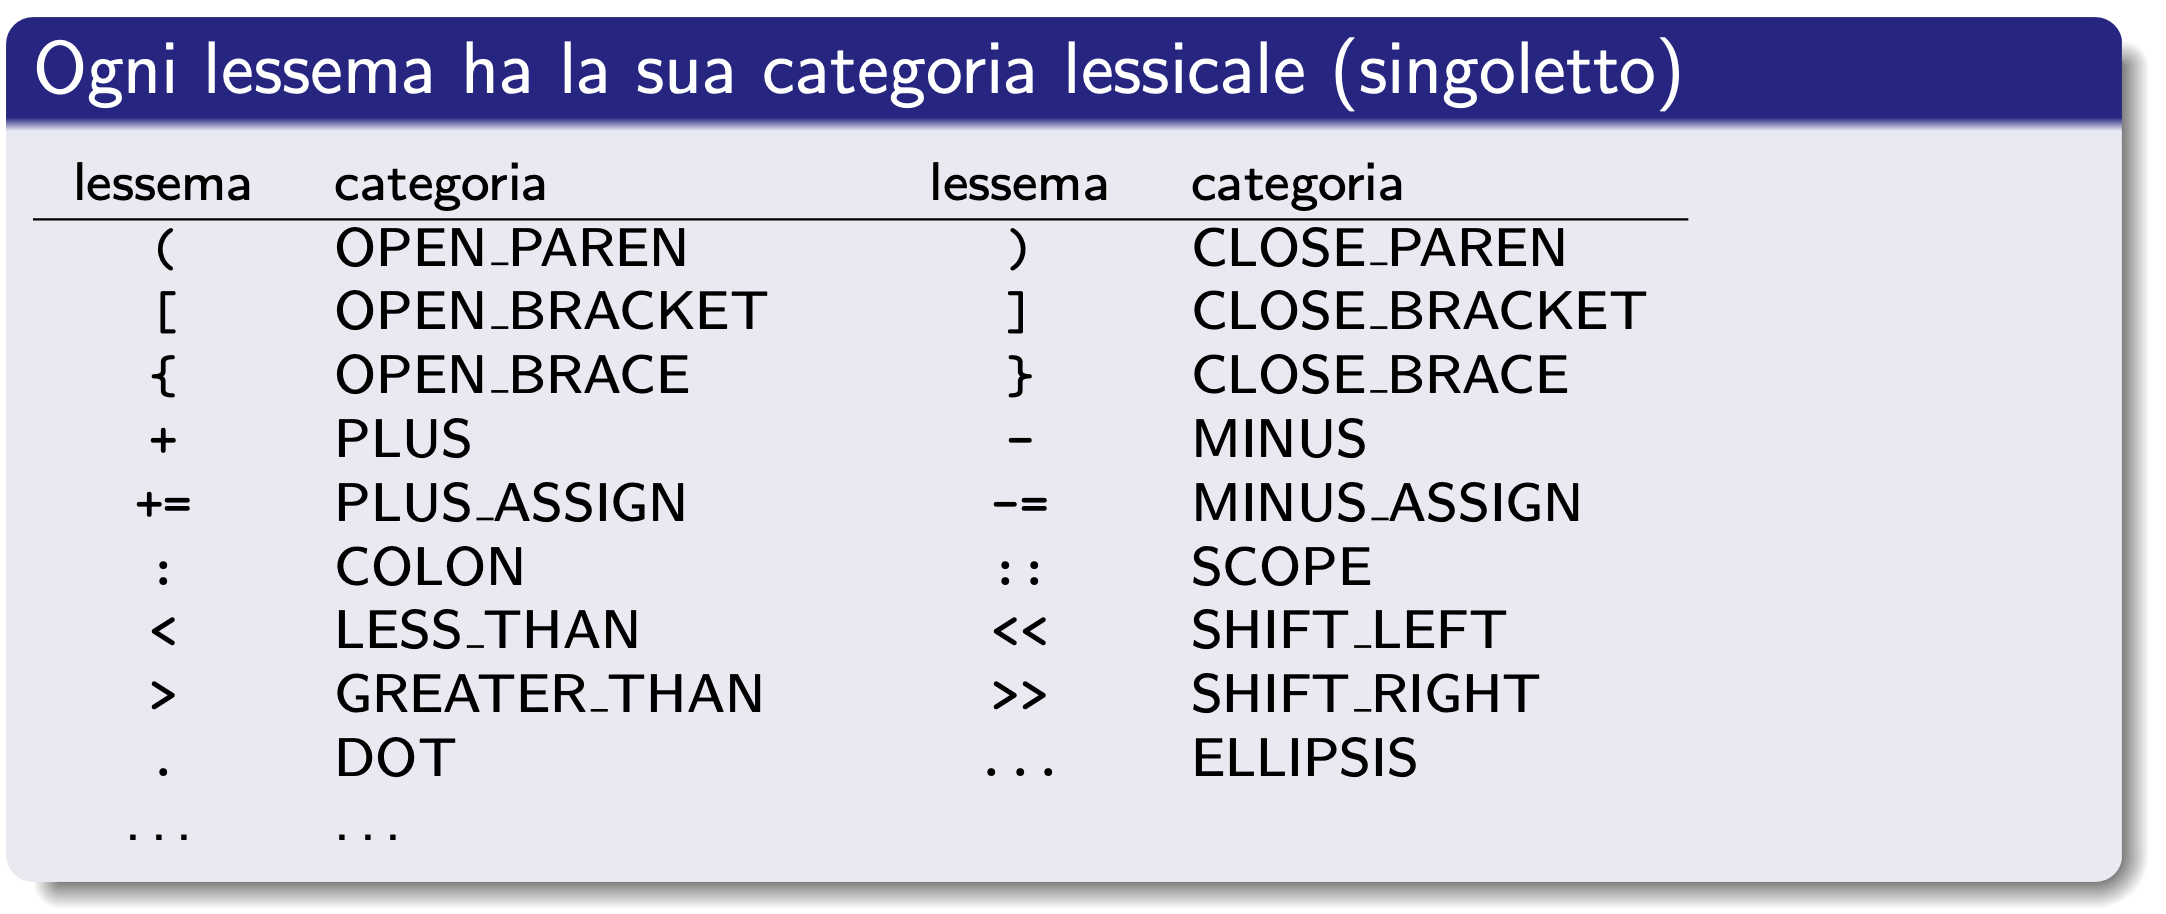 Ogni lessema ha la sua categoria lessicale (singoletto)
lessema categoria lessema categoria
( OPEN_PAREN ) CLOSE_PAREN
[ OPEN_BRACKET ] CLOSE_BRACKET
{ OPEN_BRACE } CLOSE_BRACE
+ PLUS - MINUS
+= PLUS_ASSIGN -= MINUS_ASSIGN
: COLON :: SCOPE
< LESS_THAN << SHIFT_LEFT
> GREATER_THAN >> SHIFT_RIGHT
. DOT ... ELLIPSIS
... ...